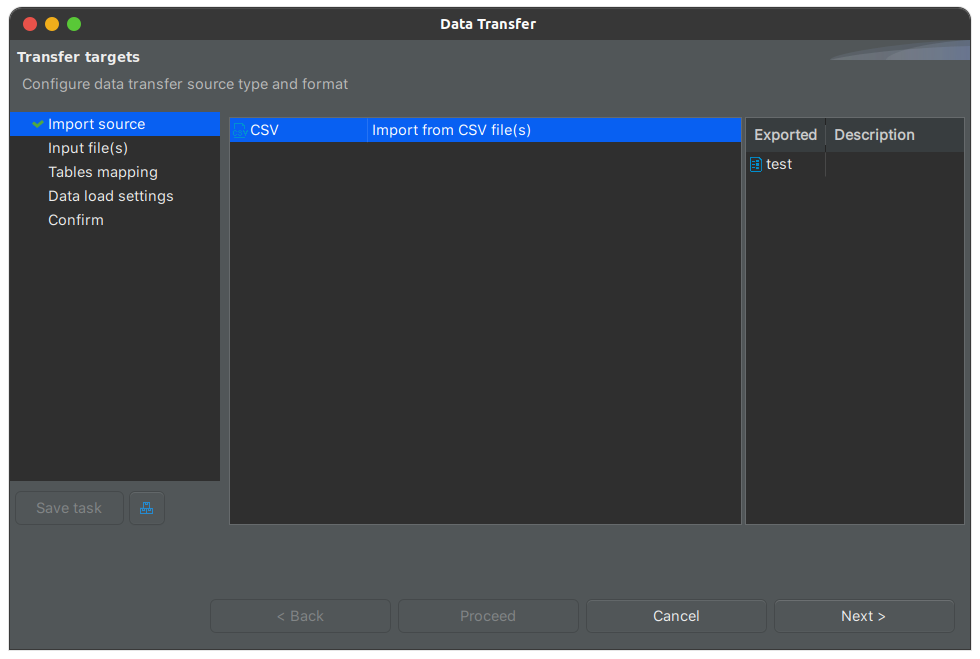 Data Transfer
Transfer targets
Configure data transfer source type and format
Import source
Input file(s)
Tables mapping
Data load settings
Confirm
CSV Import from CSV file(s)
Exported Description
test
Save task
< Back Proceed Cancel Next >